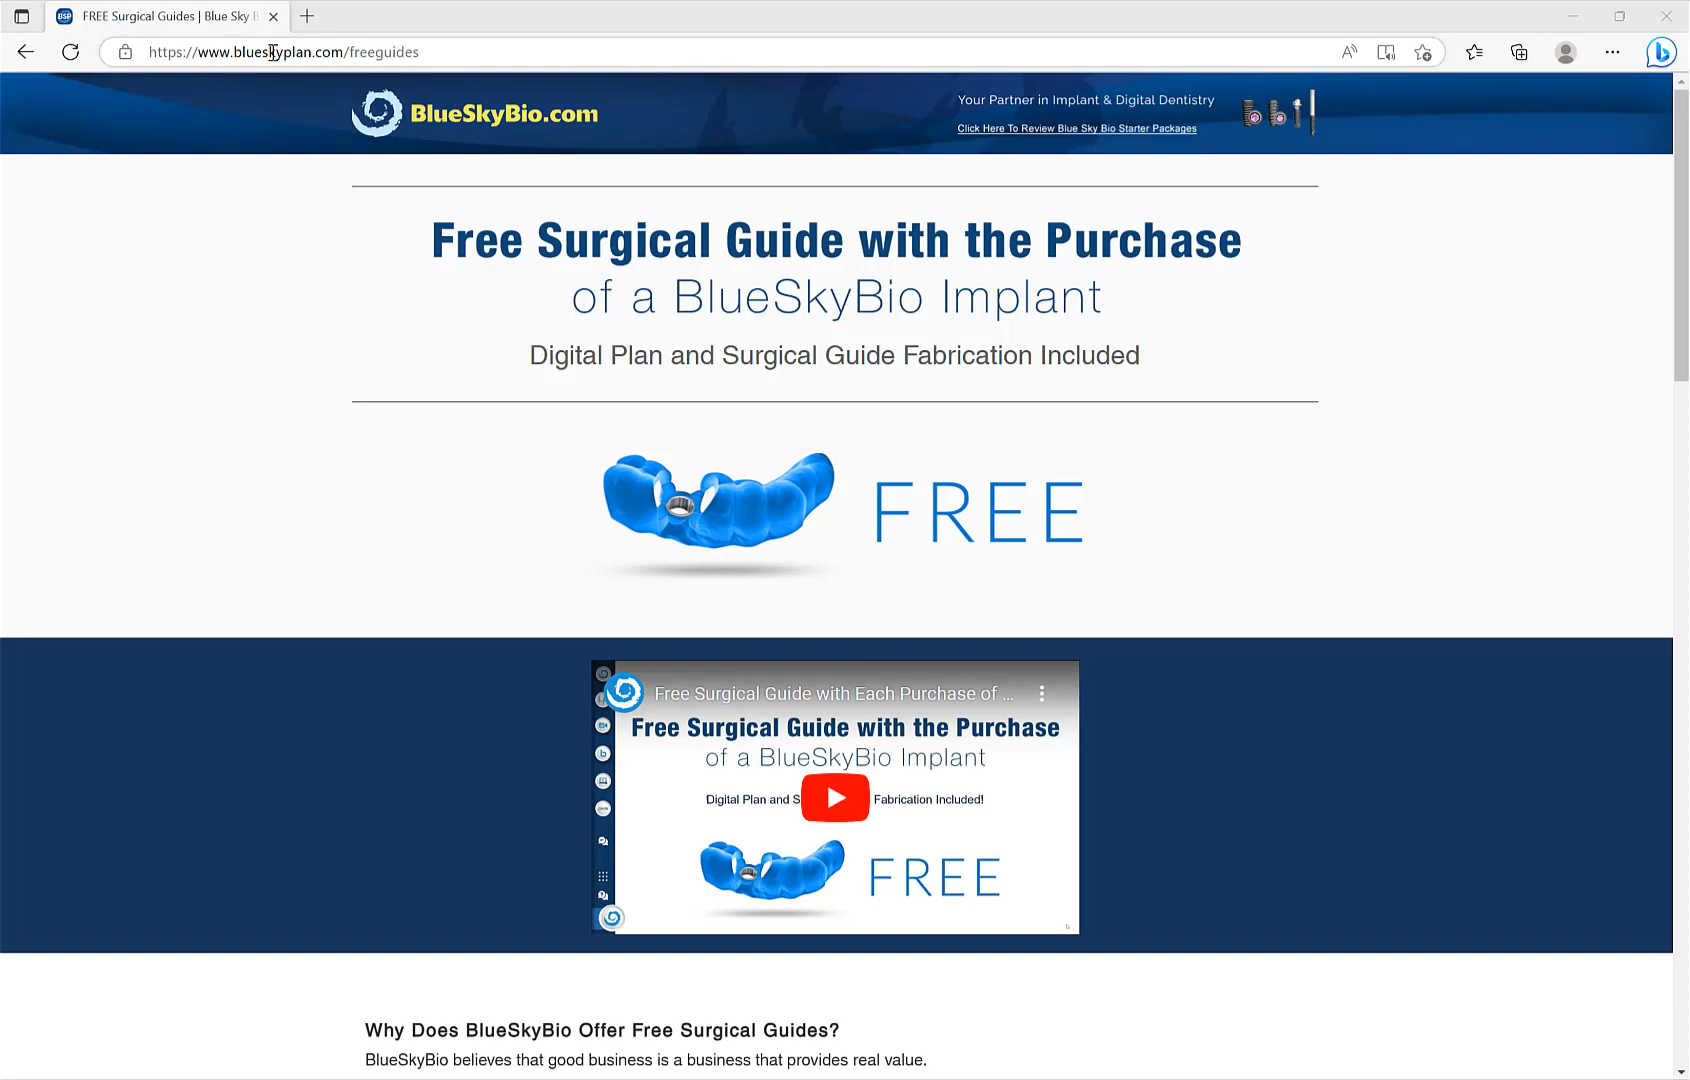 FREE Surgical Guides | Blue Sky B
https://www.blueskyplan.com/freeguides
BlueSkyBio.com
Your Partner in Implant & Digital Dentistry
Click Here To Review Blue Sky Bio Starter Packages
Free Surgical Guide with the Purchase
of a BlueSkyBio Implant
Digital Plan and Surgical Guide Fabrication Included
FREE
Free Surgical Guide with Each Purchase of ...
Free Surgical Guide with the Purchase
of a BlueSkyBio Implant
Digital Plan and S Fabrication Included!
FREE
Why Does BlueSkyBio Offer Free Surgical Guides?
BlueSkyBio believes that good business is a business that provides real value.